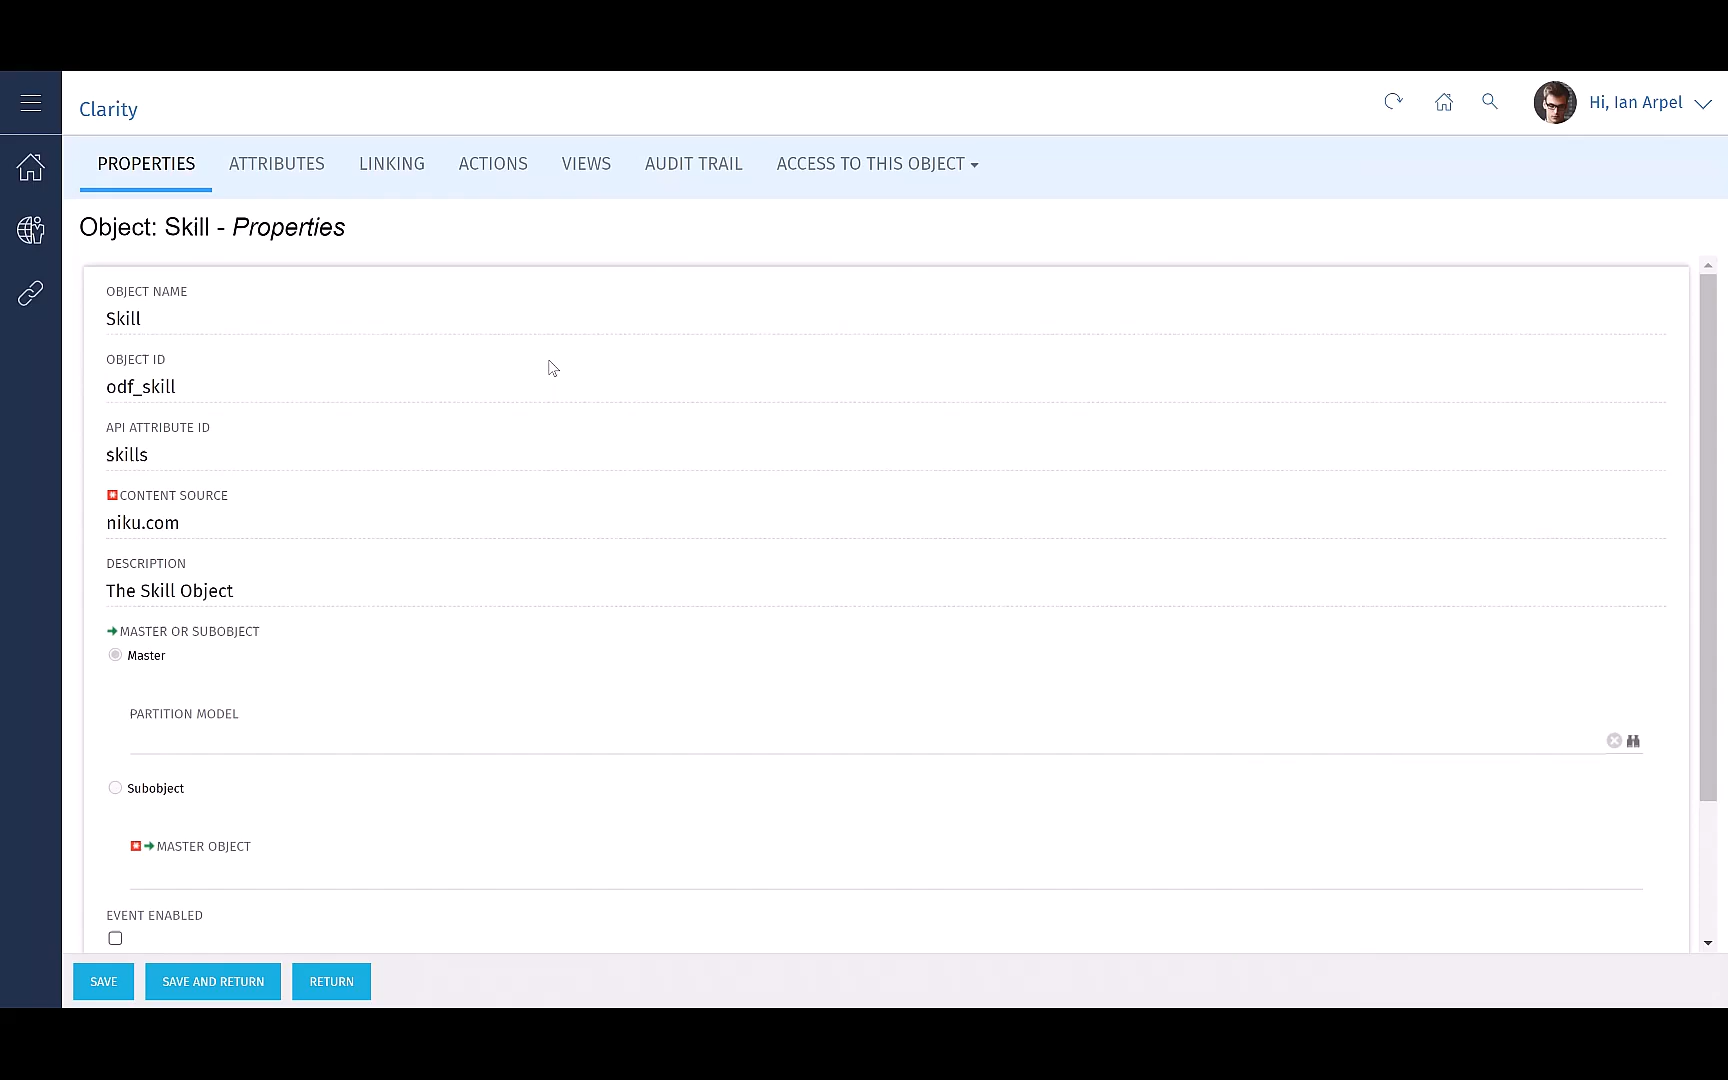 Clarity
Hi, Ian Arpel
PROPERTIES ATTRIBUTES LINKING ACTIONS VIEWS AUDIT TRAIL ACCESS TO THIS OBJECT
Object: Skill - Properties
OBJECT NAME
Skill
OBJECT ID
odf_skill
API ATTRIBUTE ID
skills
CONTENT SOURCE
niku.com
DESCRIPTION
The Skill Object
MASTER OR SUBOBJECT
Master
PARTITION MODEL
Subobject
MASTER OBJECT
EVENT ENABLED
SAVE SAVE AND RETURN RETURN